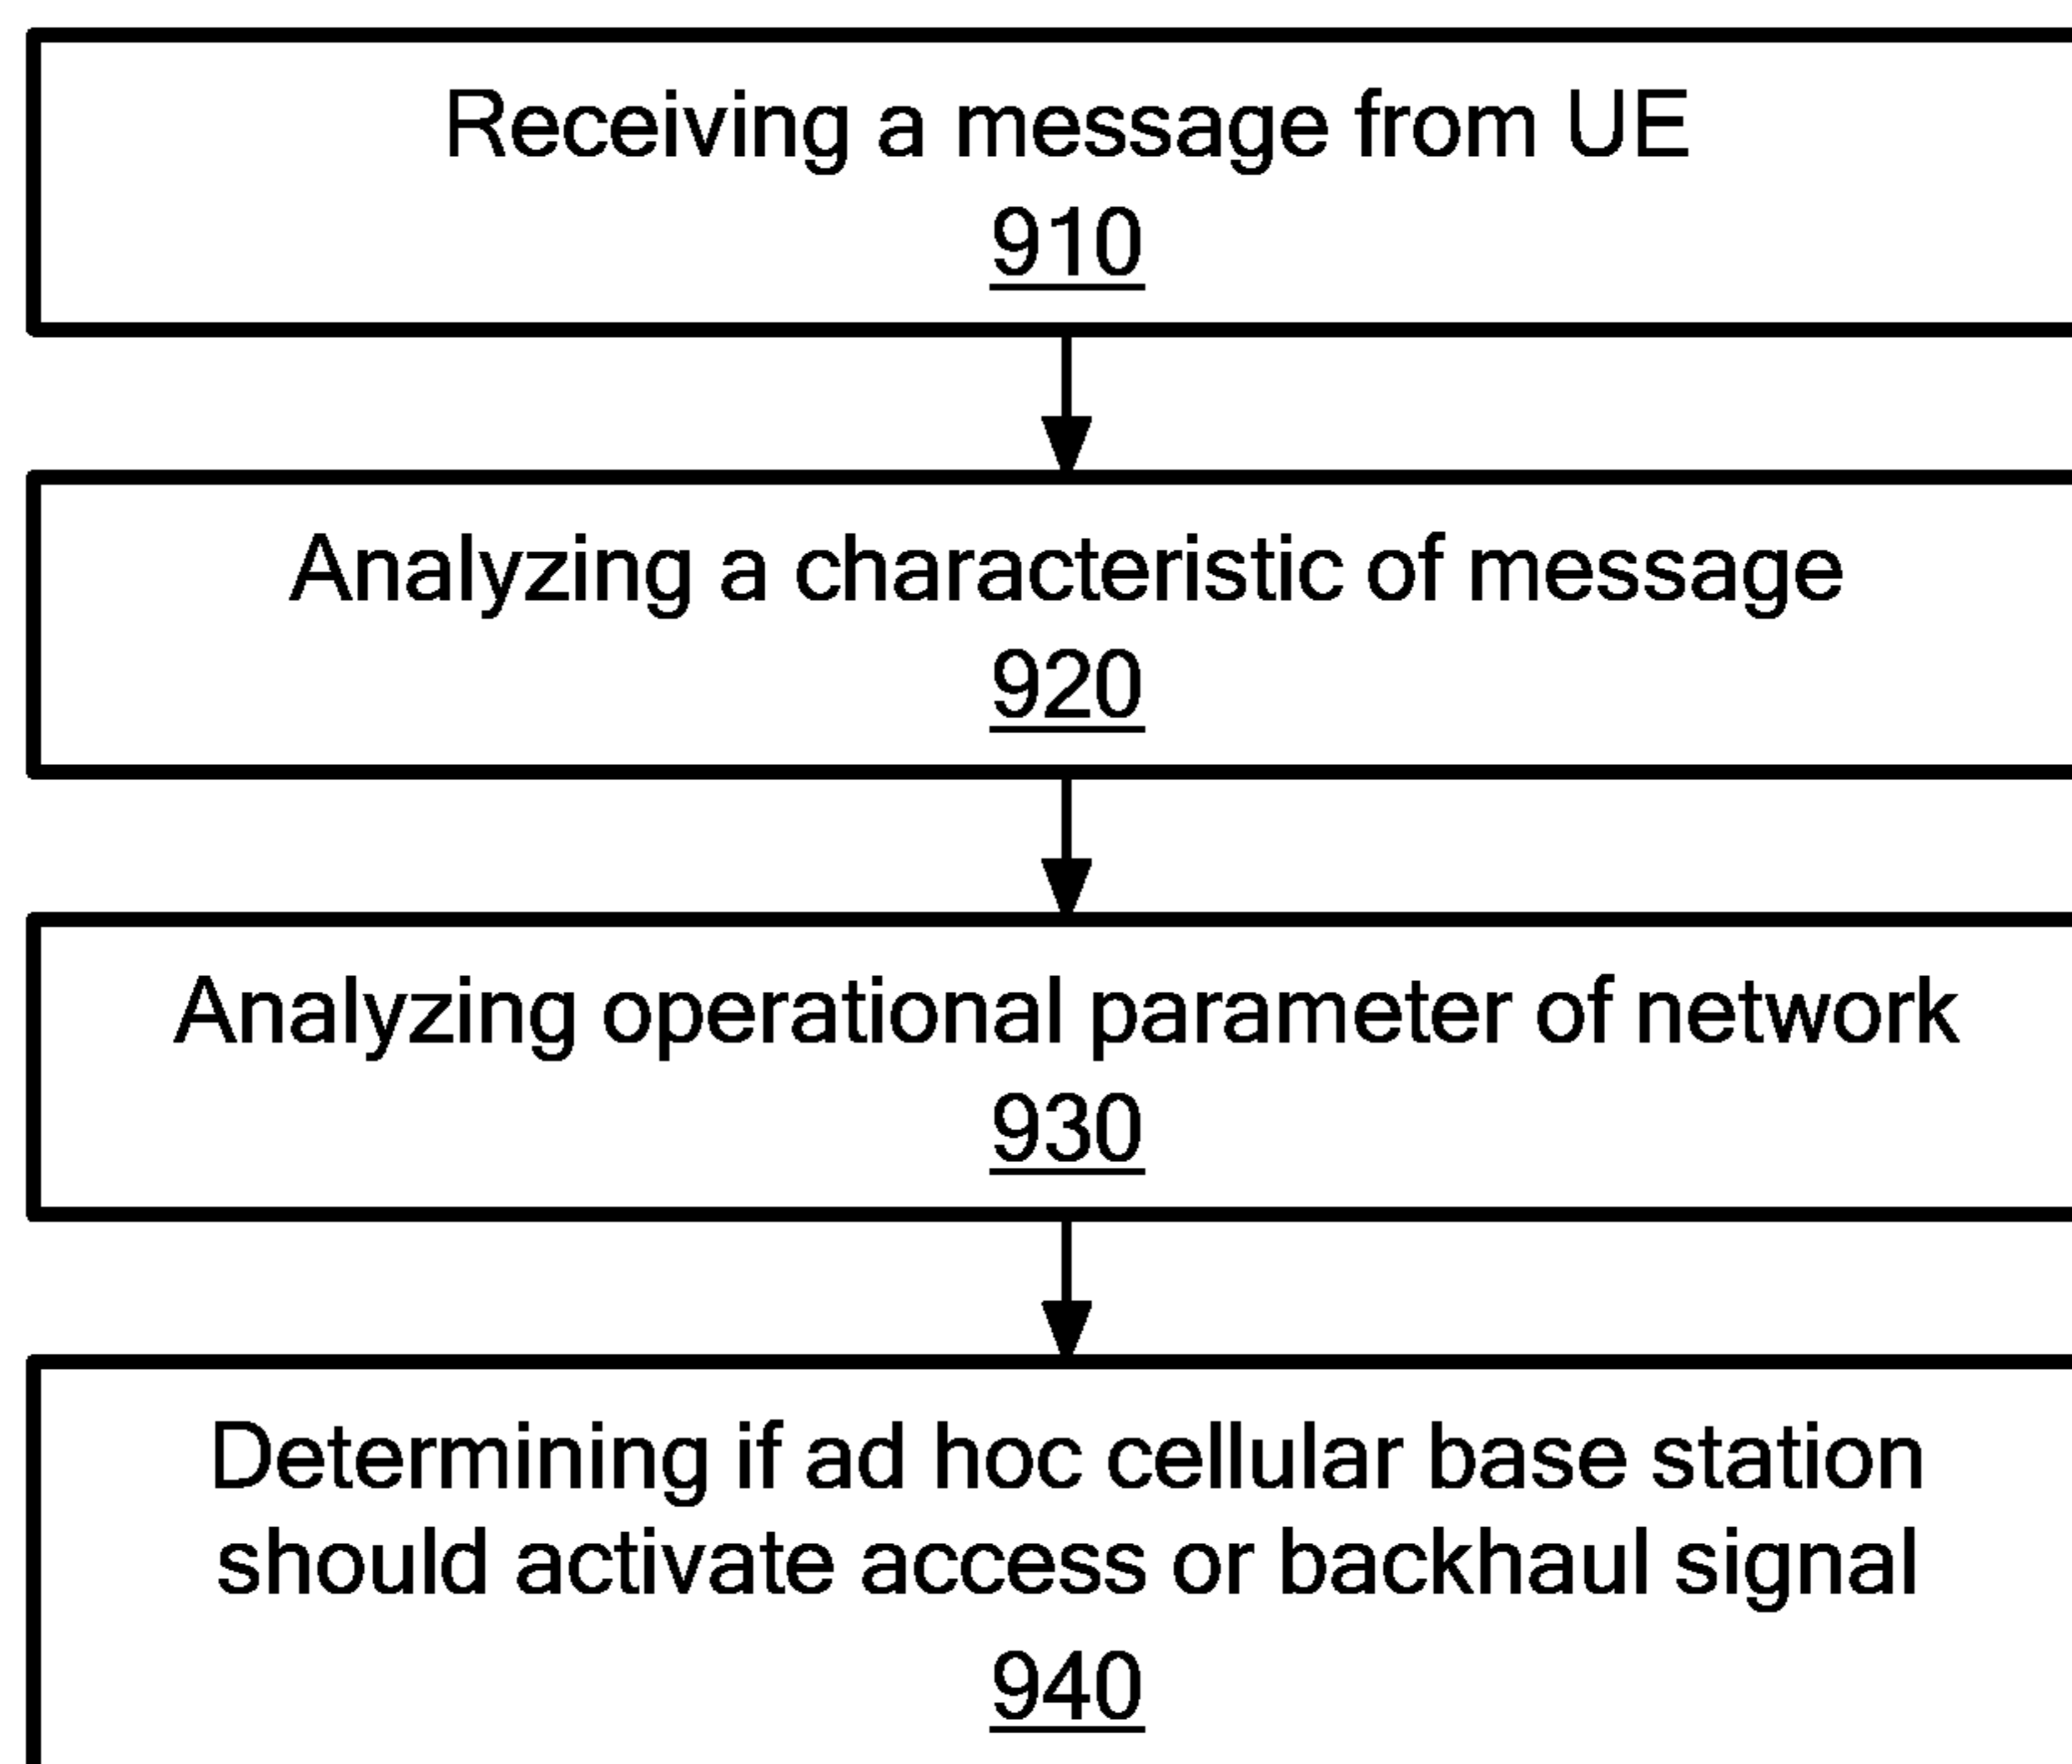 Receiving a message from UE
910
Analyzing a characteristic of message
920
Analyzing operational parameter of network
930
Determining if ad hoc cellular base station
should activate access or backhaul signal
940